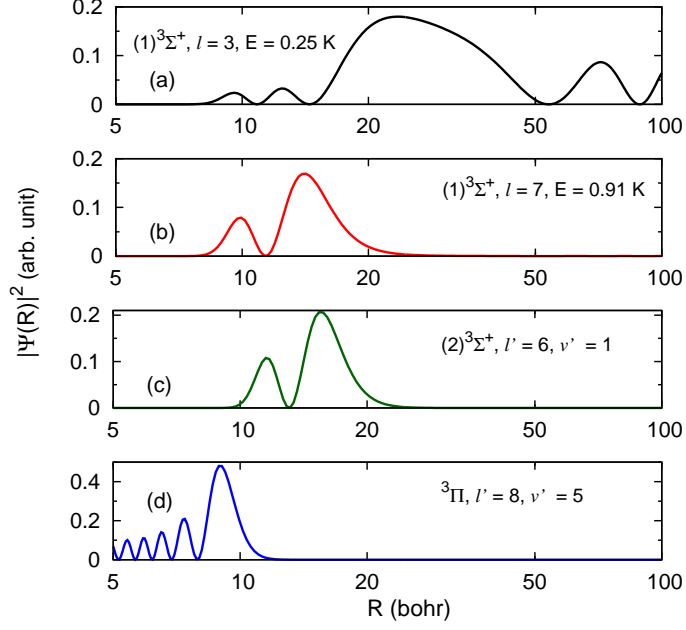 0.2
(1)³Σ⁺, l = 3, E = 0.25 K
0.1
(a)
0
5 10 20 50 100
0.2
(1)³Σ⁺, l = 7, E = 0.91 K
0.1
(b)
0
5 10 20 50 100
|Ψ(R)|² (arb. unit)
0.2
(2)³Σ⁺, l' = 6, v' = 1
0.1
(c)
0
5 10 20 50 100
0.4
(d)
³Π, l' = 8, v' = 5
0.2
0
5 10 20 50 100
R (bohr)